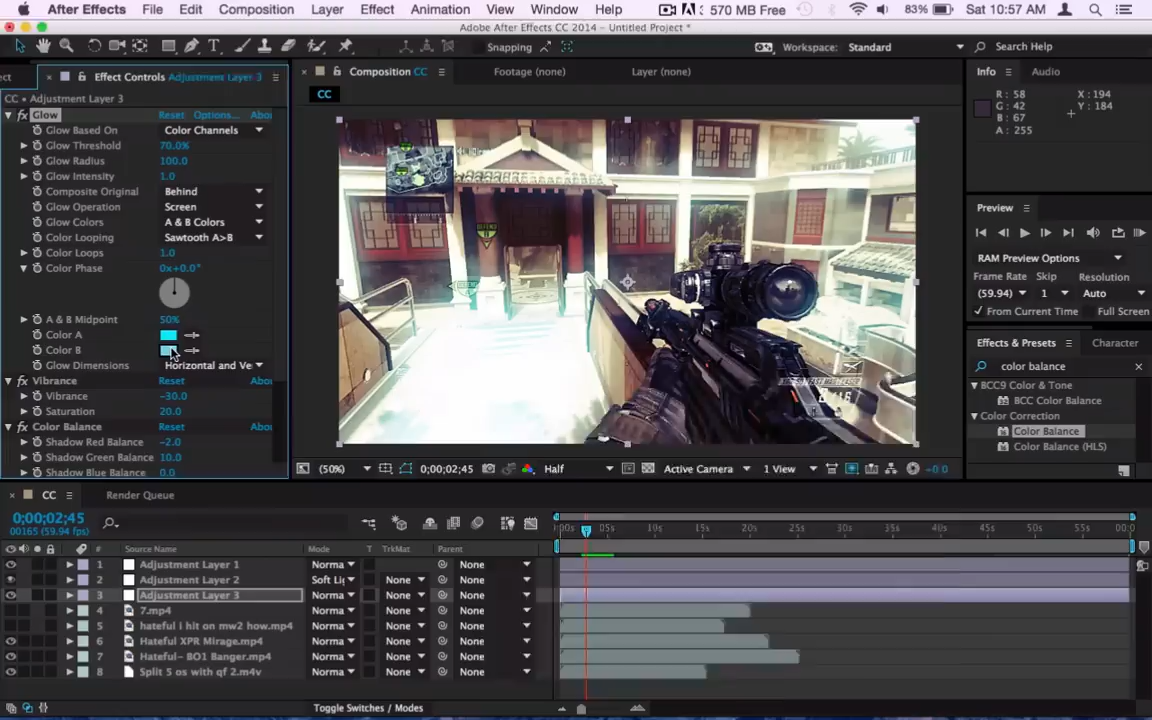 After Effects File Edit Composition Layer Effect Animation View Window Help 570 MB Free 83% Sat 10:57 AM
Adobe After Effects CC 2014 - Untitled Project *
Snapping Workspace: Standard Search Help
ect Effect Controls Adjustment Layer 3 Composition CC Footage (none) Layer (none) Info Audio
CC • Adjustment Layer 3 CC
R: 58 X: 194
G: 42 Y: 184
B: 67
A: 255
fx Glow Reset Options... Abou
Glow Based On Color Channels
Glow Threshold 70.0%
Glow Radius 100.0
Glow Intensity 1.0
Composite Original Behind
Glow Operation Screen
Glow Colors A & B Colors
Color Looping Sawtooth A>B
Color Loops 1.0
Color Phase 0x+0.0°
A & B Midpoint 50%
Color A
Color B
Glow Dimensions Horizontal and Ve
fx Vibrance Reset Abou
Vibrance -30.0
Saturation 20.0
fx Color Balance Reset Abou
Shadow Red Balance -2.0
Shadow Green Balance 10.0
Shadow Blue Balance 0.0
DEFEND
Preview
RAM Preview Options
Frame Rate Skip Resolution
(59.94) 1 Auto
From Current Time Full Screen
Effects & Presets Character
color balance
BCC9 Color & Tone
BCC Color Balance
Color Correction
Color Balance
Color Balance (HLS)
(50%) 0;00;02;45 Half Active Camera 1 View +0.0
CC Render Queue
0;00;02;45
00165 (59.94 fps)
:00s 05s 10s 15s 20s 25s 30s 35s 40s 45s 50s 55s 00:0
# Source Name Mode T TrkMat Parent
1 Adjustment Layer 1 Norma None
2 Adjustment Layer 2 Soft Li None None
3 Adjustment Layer 3 Norma None None
4 7.mp4 Norma None None
5 hateful i hit on mw2 how.mp4 Norma None None
6 Hateful XPR Mirage.mp4 Norma None None
7 Hateful- BO1 Banger.mp4 Norma None None
8 Split 5 os with qf 2.m4v Norma None None
Toggle Switches / Modes